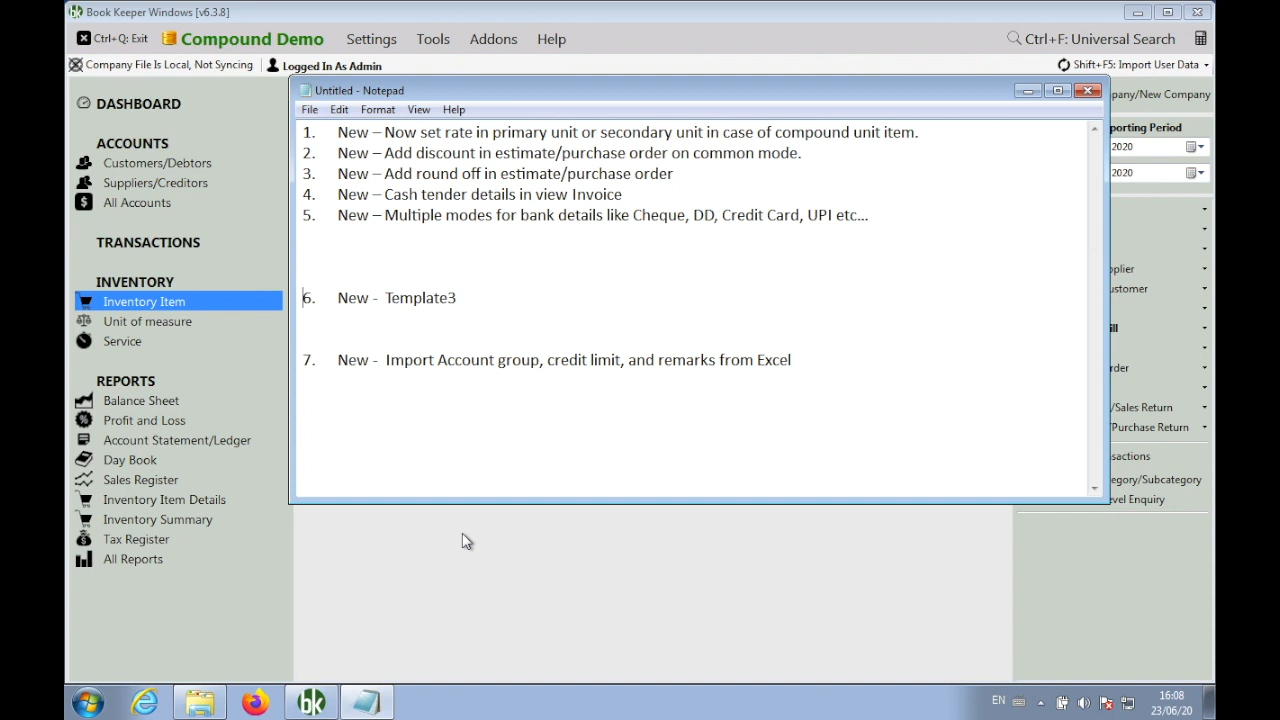 Book Keeper Windows [v6.3.8]
Ctrl+Q: Exit Compound Demo Settings Tools Addons Help Ctrl+F: Universal Search
Company File Is Local, Not Syncing Logged In As Admin Shift+F5: Import User Data
DASHBOARD
ACCOUNTS
Customers/Debtors
Suppliers/Creditors
All Accounts
TRANSACTIONS
INVENTORY
Inventory Item
Unit of measure
Service
REPORTS
Balance Sheet
Profit and Loss
Account Statement/Ledger
Day Book
Sales Register
Inventory Item Details
Inventory Summary
Tax Register
All Reports
Untitled - Notepad
File Edit Format View Help
1. New – Now set rate in primary unit or secondary unit in case of compound unit item.
2. New – Add discount in estimate/purchase order on common mode.
3. New – Add round off in estimate/purchase order
4. New – Cash tender details in view Invoice
5. New – Multiple modes for bank details like Cheque, DD, Credit Card, UPI etc...
6. New - Template3
7. New - Import Account group, credit limit, and remarks from Excel
pany/New Company
porting Period
2020
2020
plier
ustomer
ill
rder
/Sales Return
/Purchase Return
sactions
egory/Subcategory
evel Enquiry
bk
EN
16:08
23/06/20